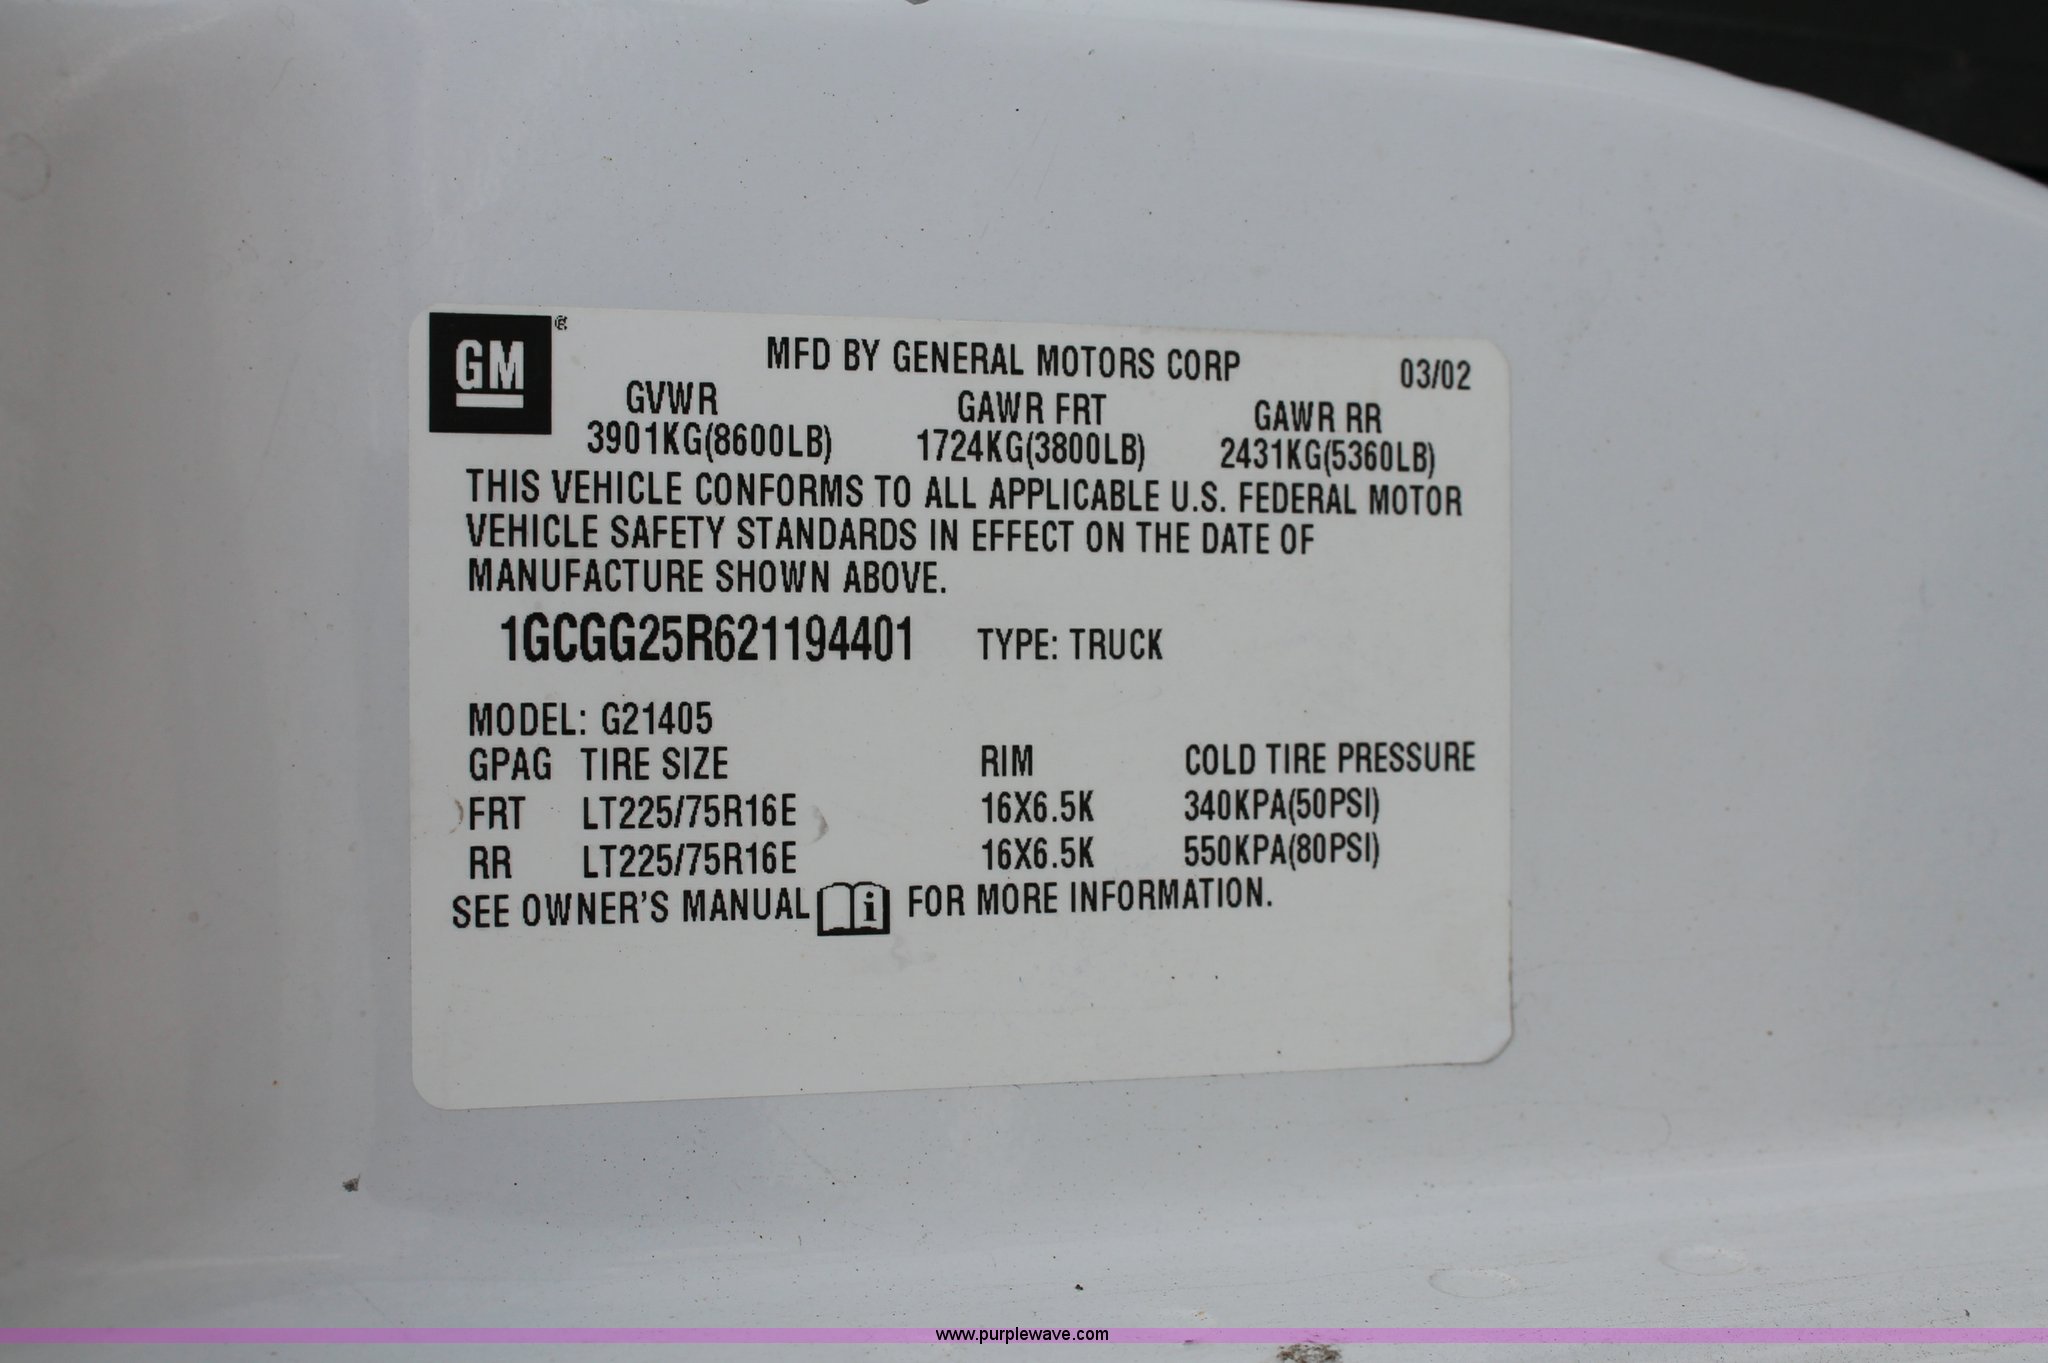 GM ®
MFD BY GENERAL MOTORS CORP 03/02
GVWR GAWR FRT GAWR RR
3901KG(8600LB) 1724KG(3800LB) 2431KG(5360LB)
THIS VEHICLE CONFORMS TO ALL APPLICABLE U.S. FEDERAL MOTOR
VEHICLE SAFETY STANDARDS IN EFFECT ON THE DATE OF
MANUFACTURE SHOWN ABOVE.
1GCGG25R621194401 TYPE: TRUCK
MODEL: G21405
GPAG TIRE SIZE RIM COLD TIRE PRESSURE
FRT LT225/75R16E 16X6.5K 340KPA(50PSI)
RR LT225/75R16E 16X6.5K 550KPA(80PSI)
SEE OWNER'S MANUAL i FOR MORE INFORMATION.
www.purplewave.com